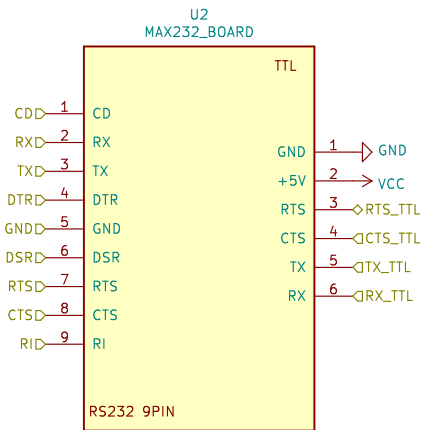 U2
MAX232_BOARD
TTL
CD 1 CD
RX 2 RX
TX 3 TX
DTR 4 DTR
GND 5 GND
DSR 6 DSR
RTS 7 RTS
CTS 8 CTS
RI 9 RI
GND 1 GND
+5V 2 VCC
RTS 3 RTS_TTL
CTS 4 CTS_TTL
TX 5 TX_TTL
RX 6 RX_TTL
RS232 9PIN